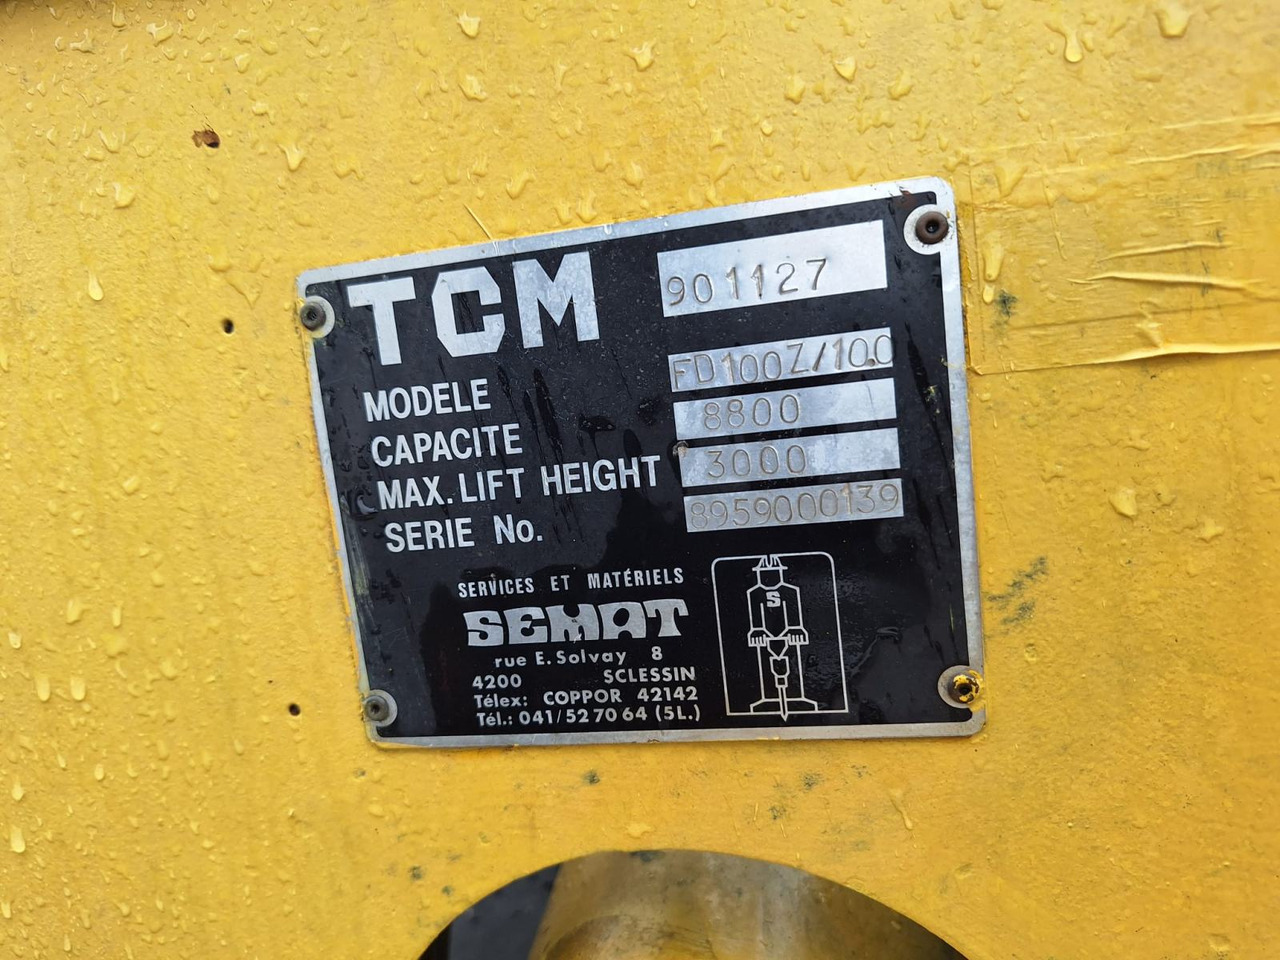 TCM 901127
MODELE FD100Z/10.0
CAPACITE 8800
MAX. LIFT HEIGHT 3000
SERIE No. 8959000139
SERVICES ET MATÉRIELS
SEMAT
rue E. Solvay 8
4200 SCLESSIN
Télex: COPPOR 42142
Tél.: 041/52 70 64 (5L.)
S